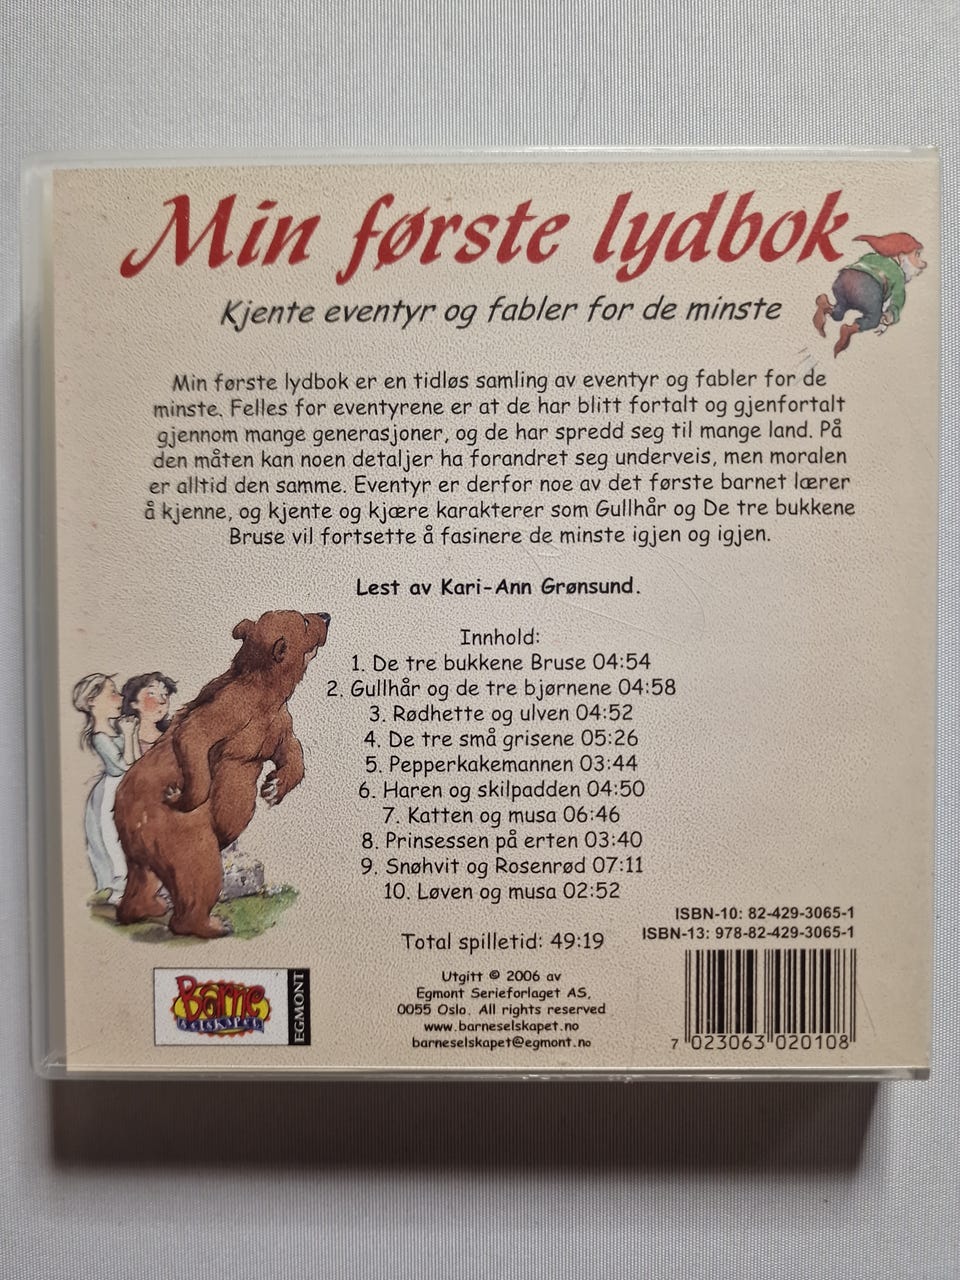 Min første lydbok
Kjente eventyr og fabler for de minste
Min første lydbok er en tidløs samling av eventyr og fabler for de
minste. Felles for eventyrene er at de har blitt fortalt og gjenfortalt
gjennom mange generasjoner, og de har spredd seg til mange land. På
den måten kan noen detaljer ha forandret seg underveis, men moralen
er alltid den samme. Eventyr er derfor noe av det første barnet lærer
å kjenne, og kjente og kjære karakterer som Gullhår og De tre bukkene
Bruse vil fortsette å fasinere de minste igjen og igjen.
Lest av Kari-Ann Grønsund.
Innhold:
1. De tre bukkene Bruse 04:54
2. Gullhår og de tre bjørnene 04:58
3. Rødhette og ulven 04:52
4. De tre små grisene 05:26
5. Pepperkakemannen 03:44
6. Haren og skilpadden 04:50
7. Katten og musa 06:46
8. Prinsessen på erten 03:40
9. Snøhvit og Rosenrød 07:11
10. Løven og musa 02:52
Total spilletid: 49:19
ISBN-10: 82-429-3065-1
ISBN-13: 978-82-429-3065-1
Barne
EGMONT
Utgitt © 2006 av
Egmont Serieforlaget AS,
0055 Oslo. All rights reserved
www.barneselskapet.no
barneselskapet@egmont.no
7 023063 020108